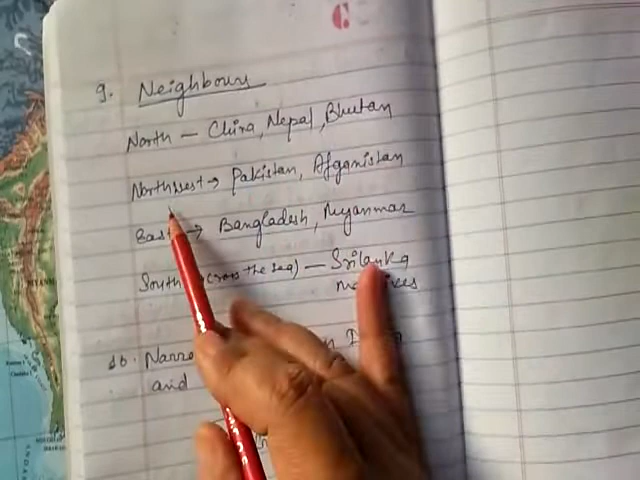 9. Neighbours
North — China, Nepal, Bhutan
Northwest → Pakistan, Afganistan
East → Bangladesh, Myanmar
South (cross the sea) — Srilanka
10.
and